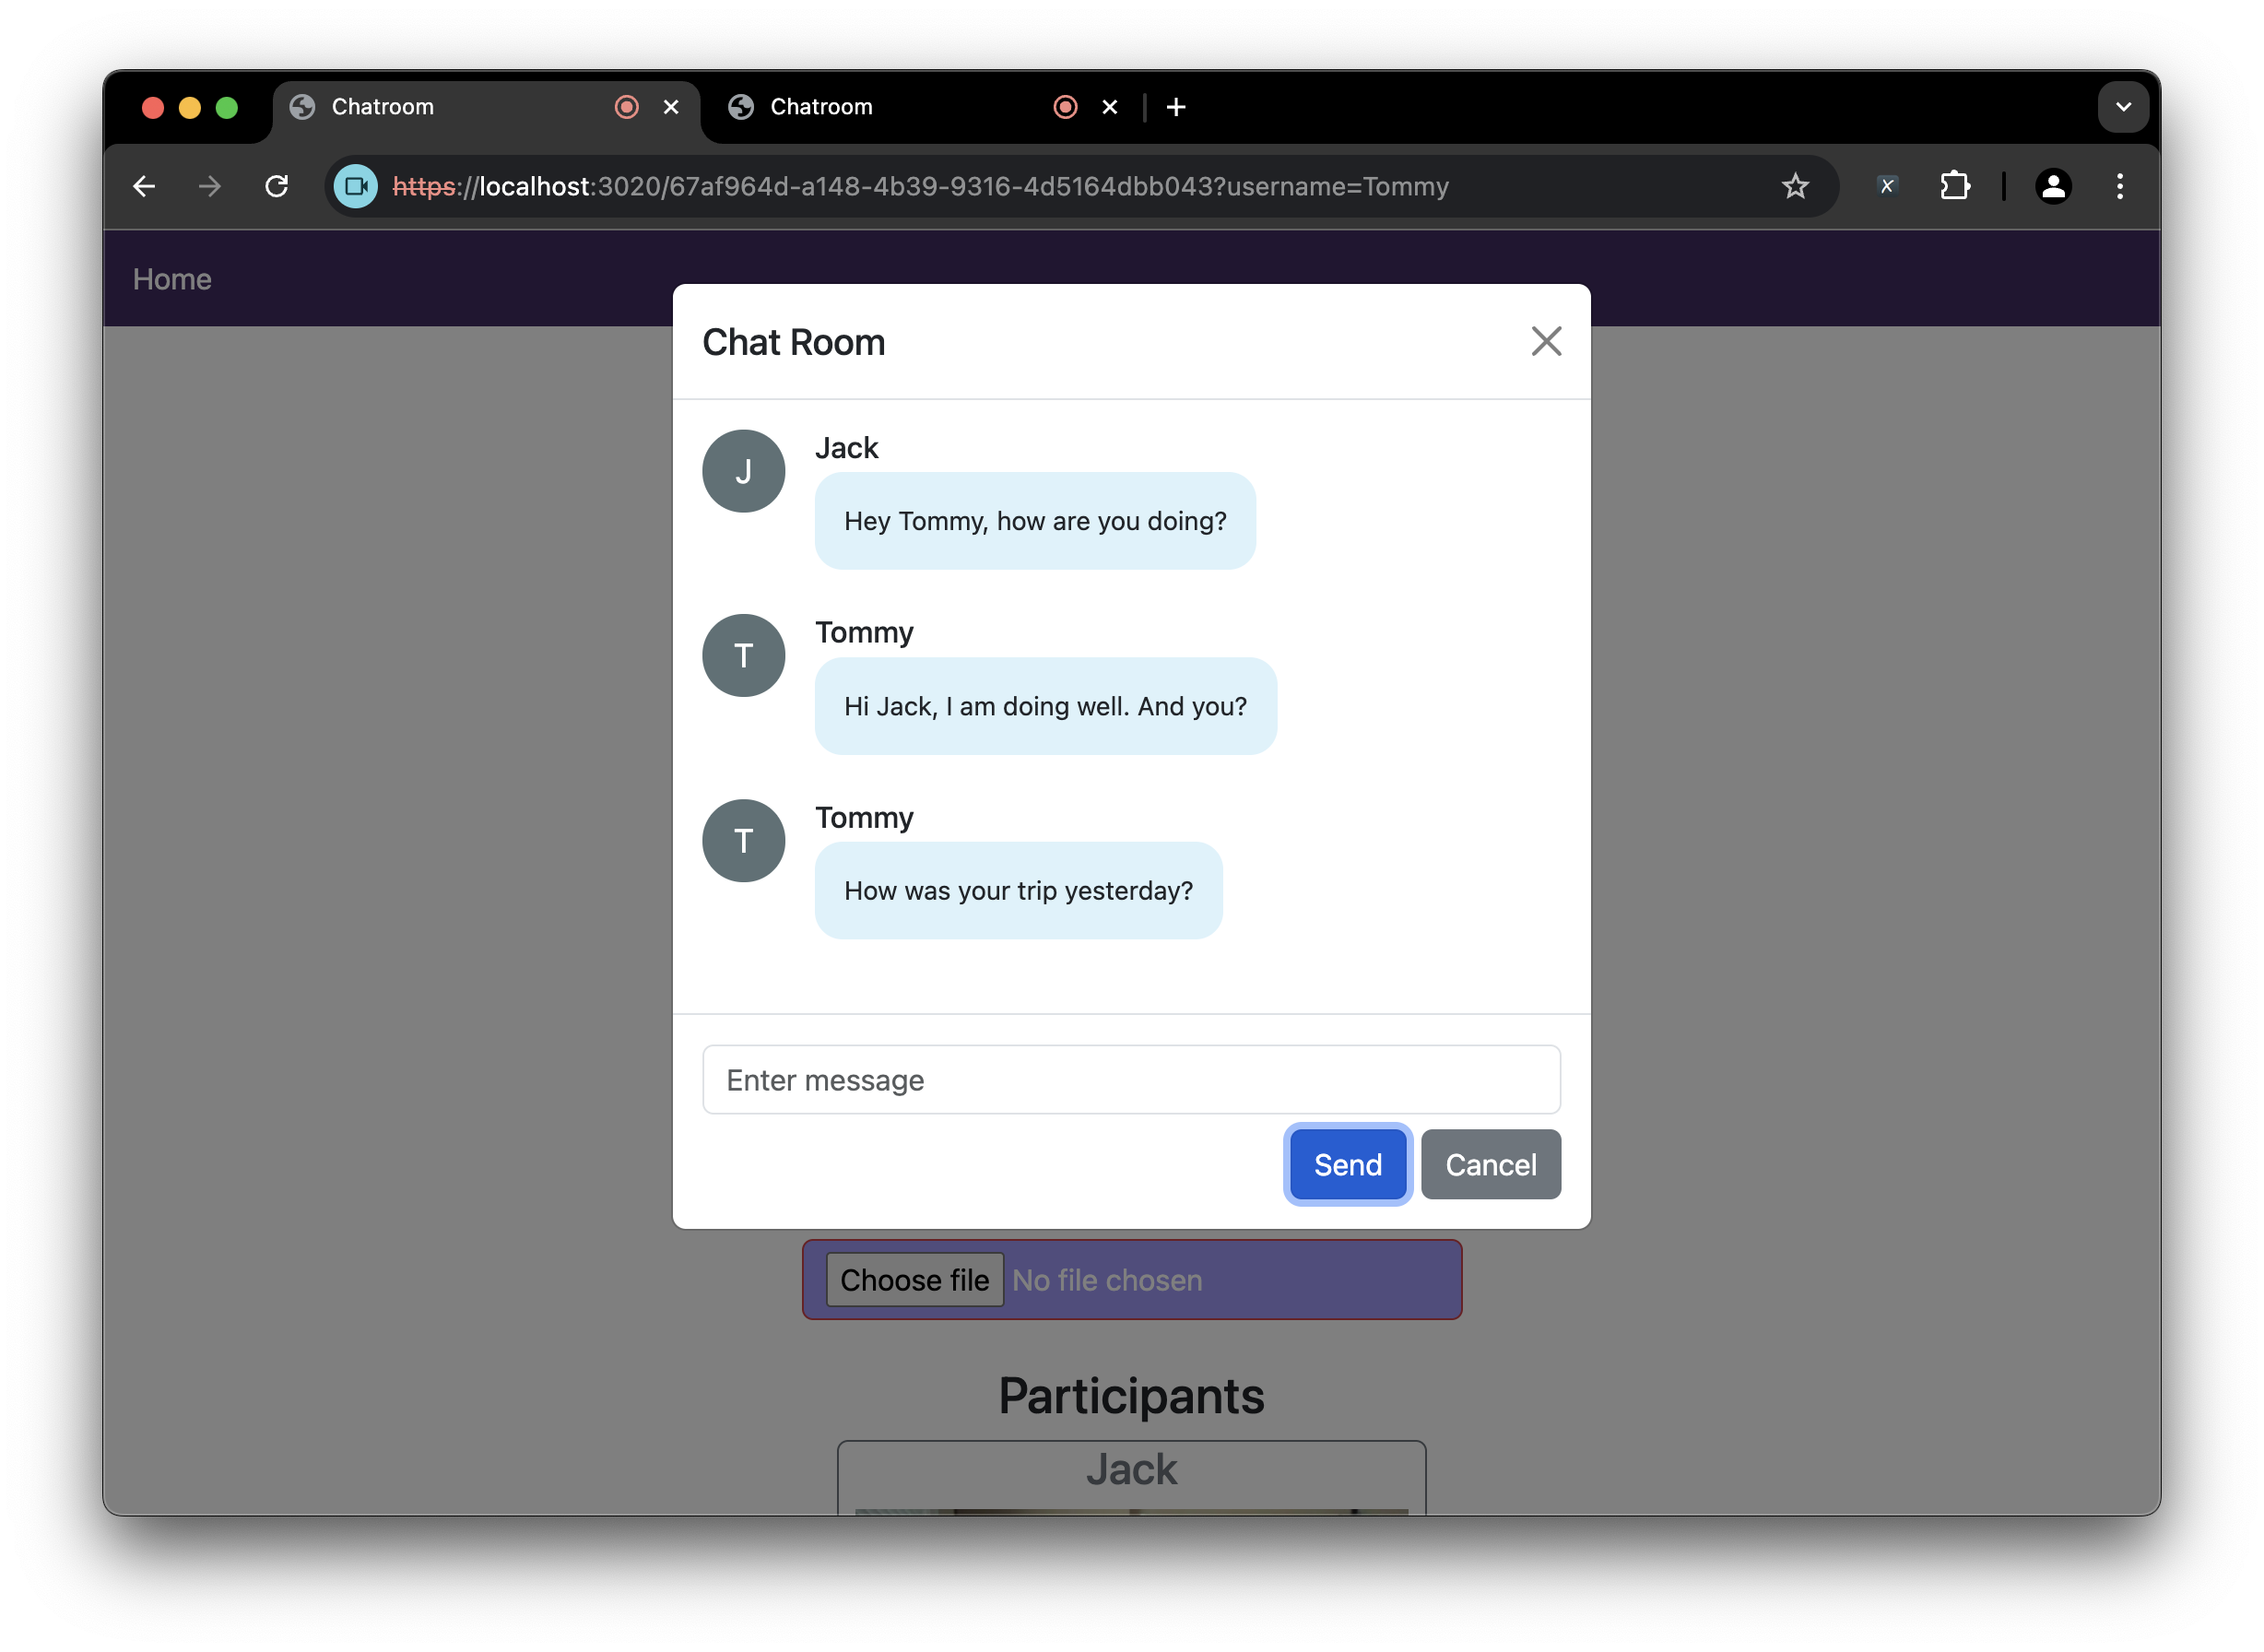 Chatroom
Chatroom
https://localhost:3020/67af964d-a148-4b39-9316-4d5164dbb043?username=Tommy
Home
Chat Room
J
Jack
Hey Tommy, how are you doing?
T
Tommy
Hi Jack, I am doing well. And you?
T
Tommy
How was your trip yesterday?
Enter message
Send Cancel
Choose file No file chosen
Participants
Jack